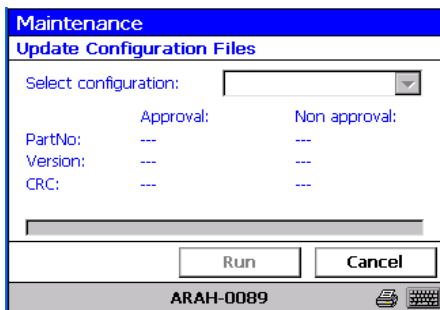 Maintenance
Update Configuration Files
Select configuration:
Approval: Non approval:
PartNo: --- ---
Version: --- ---
CRC: --- ---
Run Cancel
ARAH-0089